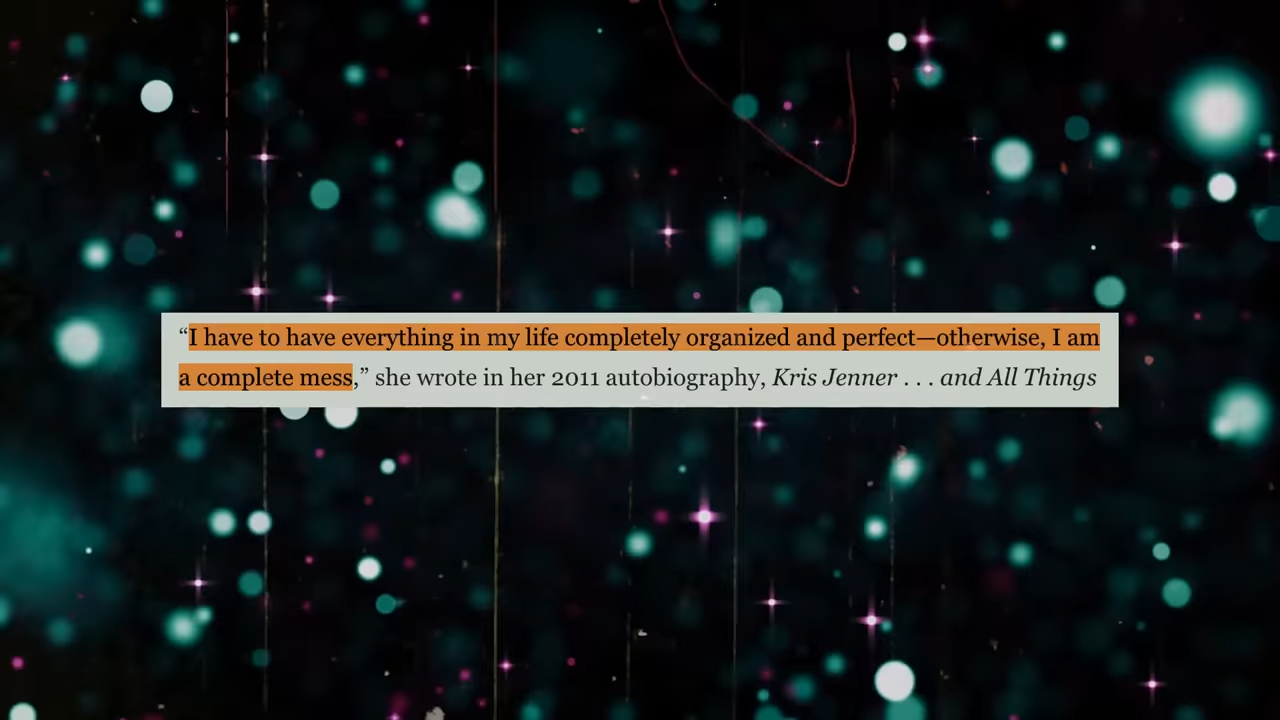 “I have to have everything in my life completely organized and perfect—otherwise, I am
a complete mess,” she wrote in her 2011 autobiography, Kris Jenner . . . and All Things